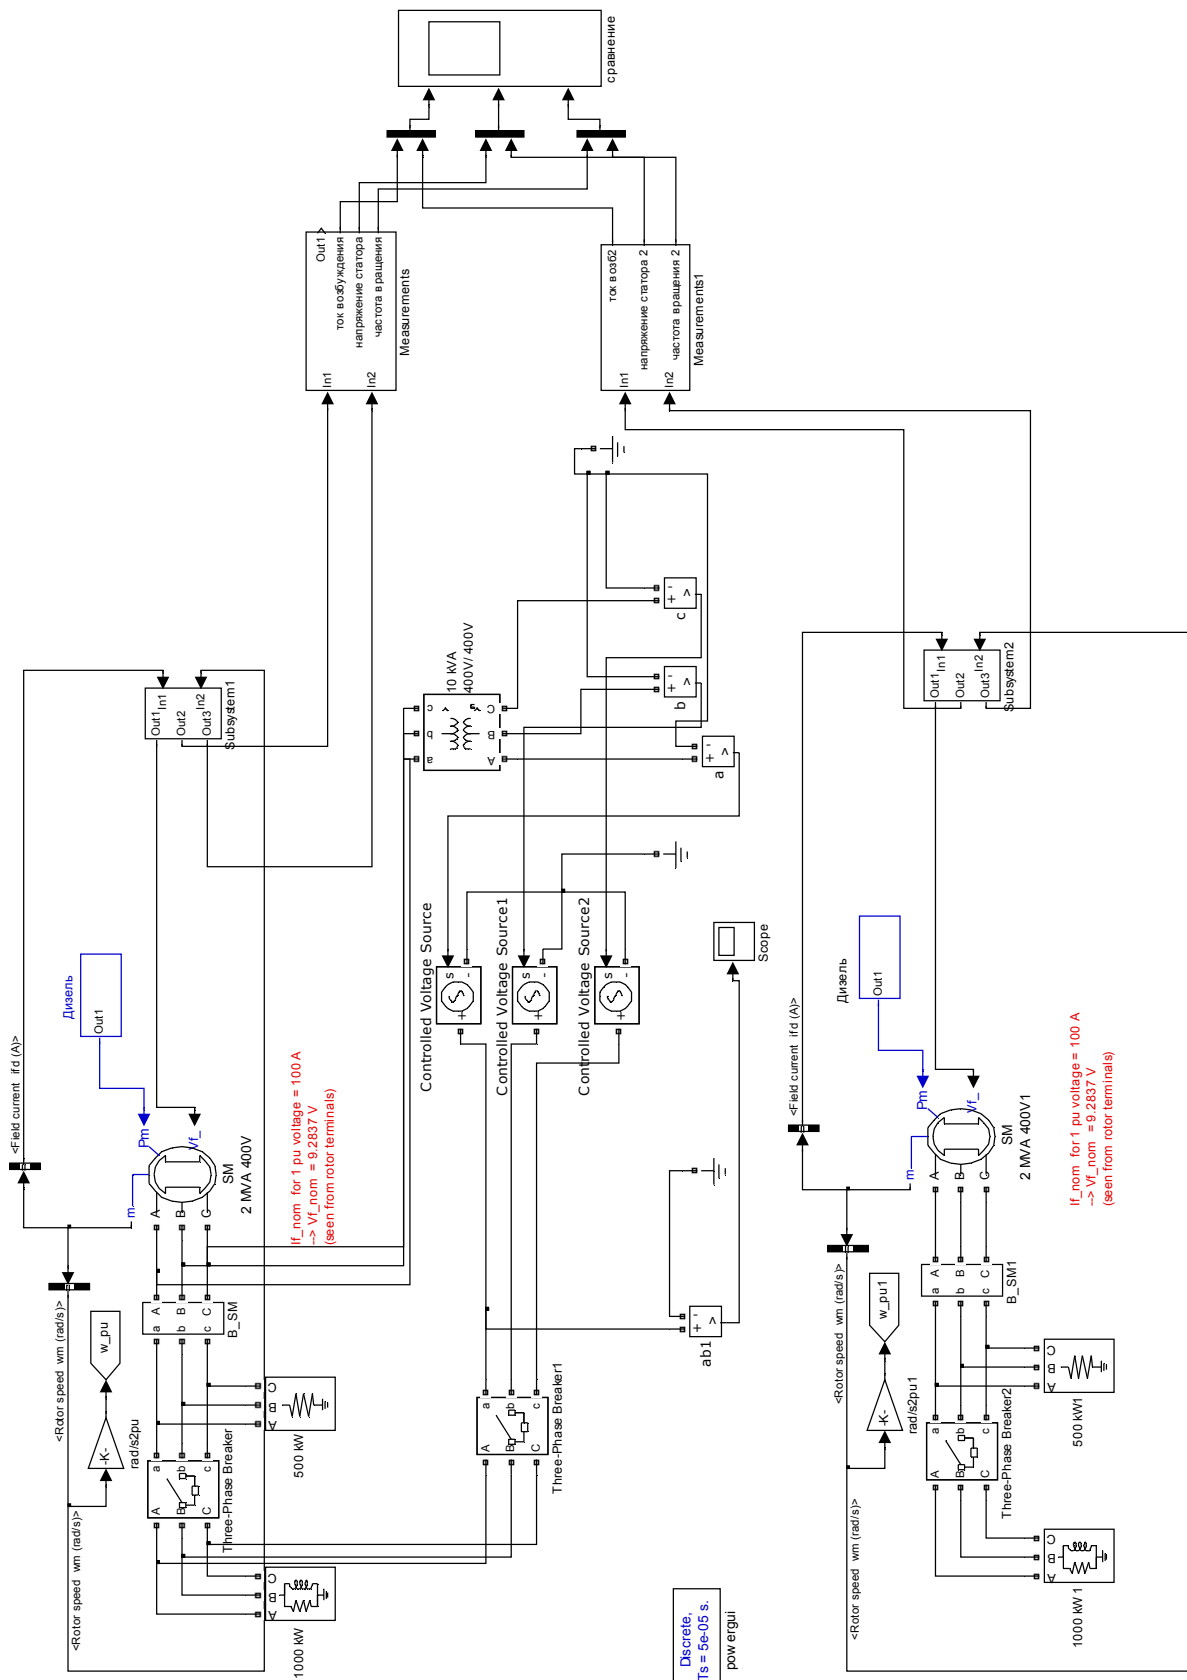 <Rotor speed wm (rad/s)>
<Rotor speed wm (rad/s)>
<Field current ifd (A)>
-K-
rad/s2pu
w_pu
m
Pm
Vf_
A
B
C
SM
2 MVA 400V
Дизель
Out1
If_nom for 1 pu voltage = 100 A
--> Vf_nom = 9.2837 V
(seen from rotor terminals)
A
B
C
1000 kW
A
B
C
a
b
c
Three-Phase Breaker
A
B
C
500 kW
a
b
c
A
B
C
B_SM
Out1
Out2
Out3
In1
In2
Subsystem1
In1
In2
Out1
ток возбуждения
напряжение статора
частота вращения
Measurements
сравнение
A
B
C
a
b
c
Three-Phase Breaker1
Controlled Voltage Source
s
-
+
Controlled Voltage Source1
s
-
+
Controlled Voltage Source2
s
-
+
A
B
C
a
b
c
Y
Yg
10 kVA
400V/ 400V
+
-
v
a
+
-
v
b
+
-
v
c
+
-
v
ab1
Scope
Discrete,
Ts = 5e-05 s.
powergui
In1
In2
ток возб2
напряжение статора 2
частота вращения 2
Measurements1
<Rotor speed wm (rad/s)>
<Rotor speed wm (rad/s)>
<Field current ifd (A)>
-K-
rad/s2pu1
w_pu1
m
Pm
Vf_
A
B
C
SM
2 MVA 400V1
Дизель
Out1
If_nom for 1 pu voltage = 100 A
--> Vf_nom = 9.2837 V
(seen from rotor terminals)
A
B
C
1000 kW1
A
B
C
a
b
c
Three-Phase Breaker2
A
B
C
500 kW1
a
b
c
A
B
C
B_SM1
Out1
Out2
Out3
In1
In2
Subsystem2